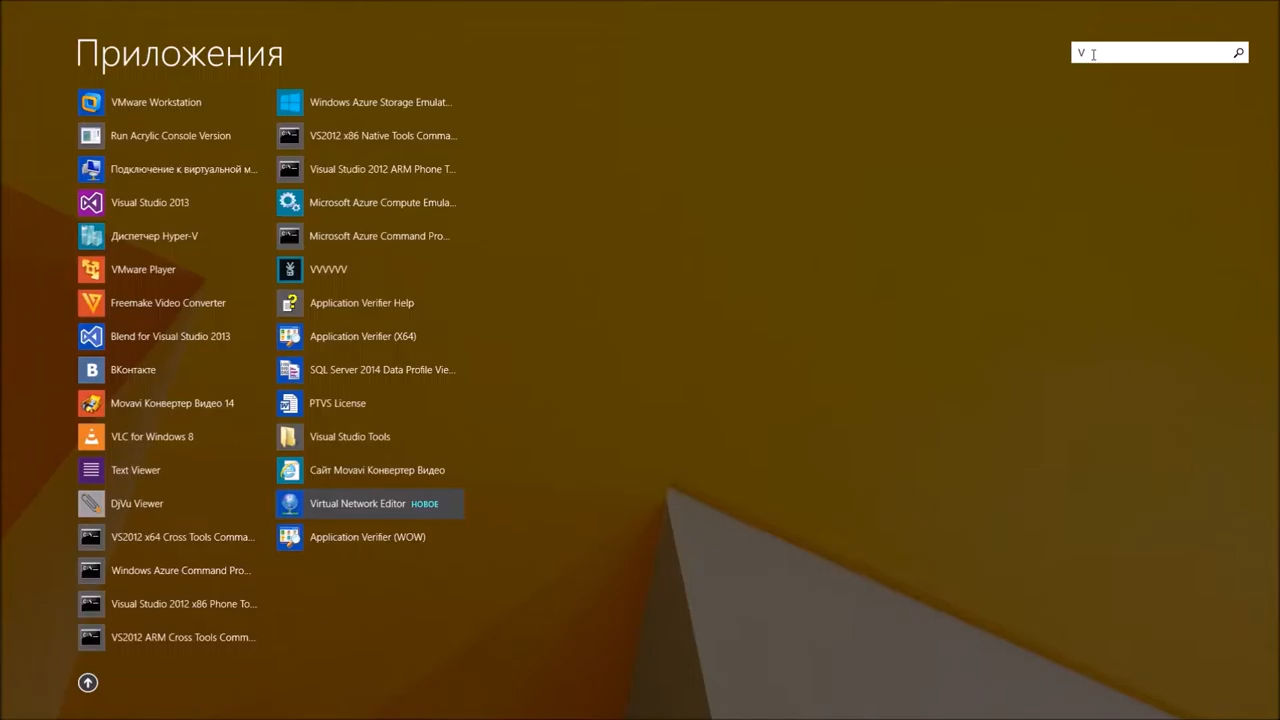 Приложения
V
VMware Workstation
Run Acrylic Console Version
Подключение к виртуальной м...
Visual Studio 2013
Диспетчер Hyper-V
VMware Player
Freemake Video Converter
Blend for Visual Studio 2013
ВКонтакте
Movavi Конвертер Видео 14
VLC for Windows 8
Text Viewer
DjVu Viewer
VS2012 x64 Cross Tools Comma...
Windows Azure Command Pro...
Visual Studio 2012 x86 Phone To...
VS2012 ARM Cross Tools Comm...
Windows Azure Storage Emulat...
VS2012 x86 Native Tools Comma...
Visual Studio 2012 ARM Phone T...
Microsoft Azure Compute Emula...
Microsoft Azure Command Pro...
VVVVVV
Application Verifier Help
Application Verifier (X64)
SQL Server 2014 Data Profile Vie...
PTVS License
Visual Studio Tools
Сайт Movavi Конвертер Видео
Virtual Network Editor НОВОЕ
Application Verifier (WOW)